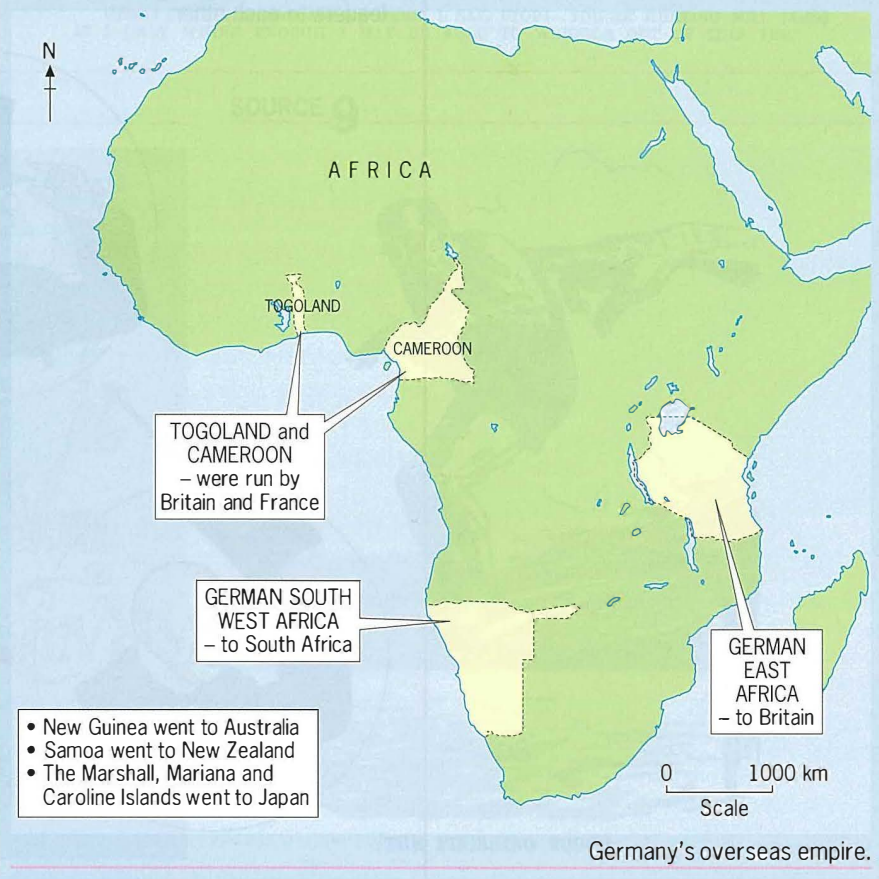 N
SOURCE 9
AFRICA
TOGOLAND
CAMEROON
TOGOLAND and
CAMEROON
– were run by
Britain and France
GERMAN SOUTH
WEST AFRICA
– to South Africa
GERMAN
EAST
AFRICA
– to Britain
• New Guinea went to Australia
• Samoa went to New Zealand
• The Marshall, Mariana and
Caroline Islands went to Japan
0 1000 km
Scale
Germany's overseas empire.